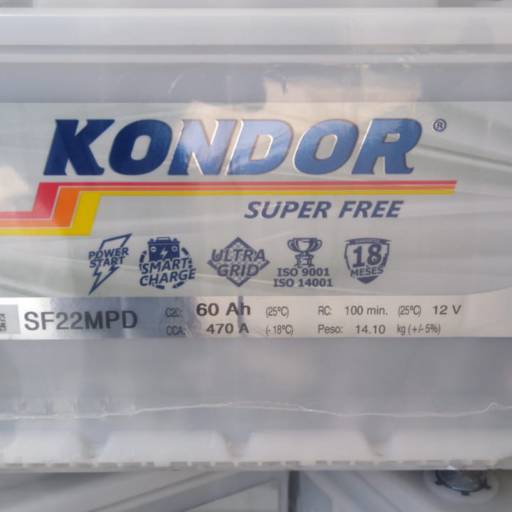 KONDOR®
SUPER FREE
POWER START
SMART CHARGE
ULTRA GRID
ISO 9001
ISO 14001
18 MESES
SF22MPD
60 Ah (25°C) RC: 100 min. (25°C) 12 V
CCA: 470 A (-18°C) Peso: 14.10 kg (+/-5%)